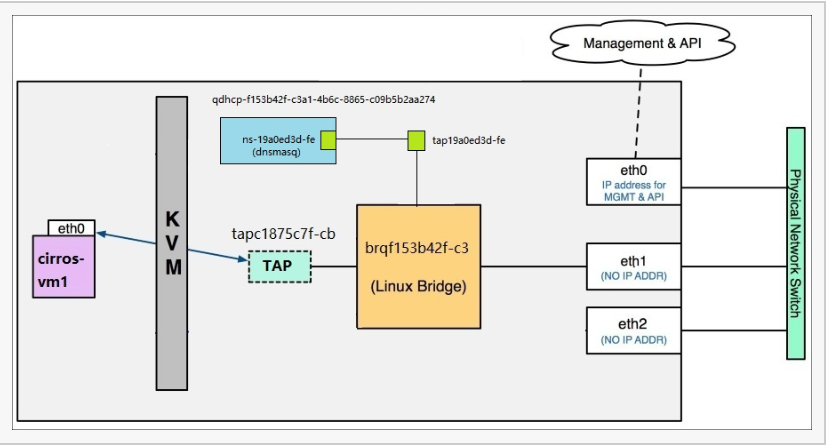 Management & API
qdhcp-f153b42f-c3a1-4b6c-8865-c09b5b2aa274
ns-19a0ed3d-fe
(dnsmasq)
tap19a0ed3d-fe
eth0
IP address for
MGMT & API
KVM
eth0
cirros-
vm1
tapc1875c7f-cb
TAP
brqf153b42f-c3
(Linux Bridge)
eth1
(NO IP ADDR)
eth2
(NO IP ADDR)
Physical Network Switch